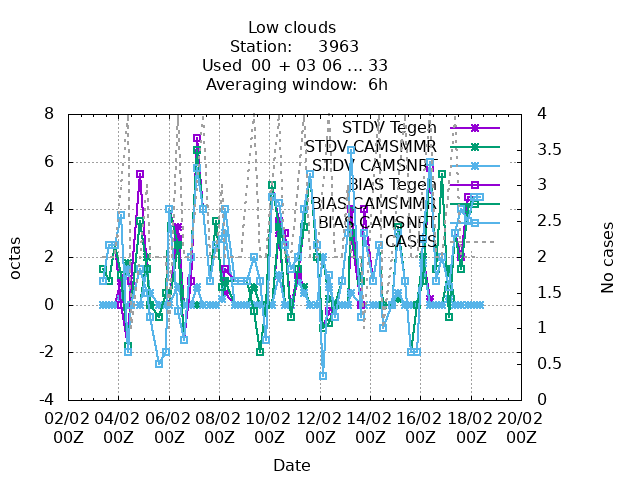 Low clouds
Station: 3963
Used 00 + 03 06 ... 33
Averaging window: 6h
8
6
4
2
0
-2
-4
4
3.5
3
2.5
2
1.5
1
0.5
0
octas
No cases
STDV Tegen
STDV CAMSMMR
STDV CAMSNRT
BIAS Tegen
BIAS CAMSMMR
BIAS CAMSNRT
CASES
02/02 04/02 06/02 08/02 10/02 12/02 14/02 16/02 18/02 20/02
00Z 00Z 00Z 00Z 00Z 00Z 00Z 00Z 00Z 00Z
Date